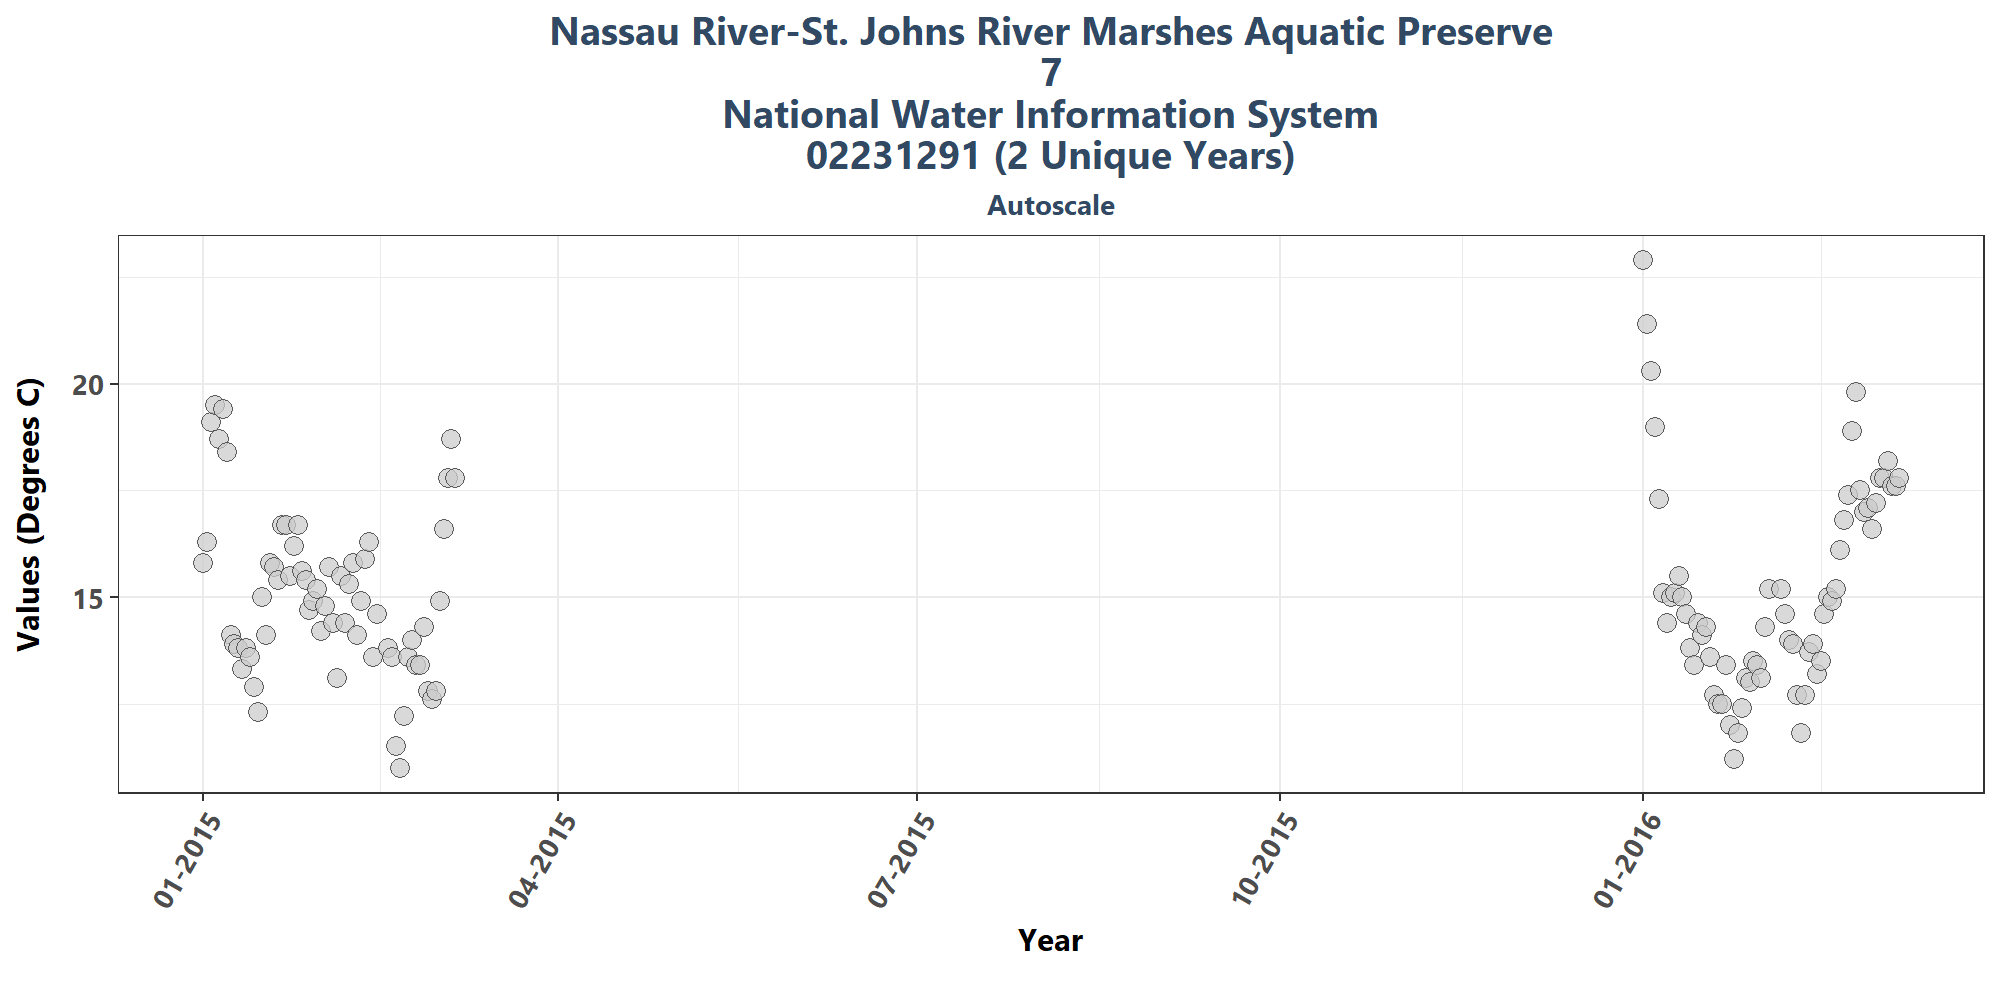 Nassau River-St. Johns River Marshes Aquatic Preserve
7
National Water Information System
02231291 (2 Unique Years)
Autoscale
Values (Degrees C)
20
15
01-2015
04-2015
07-2015
10-2015
01-2016
Year